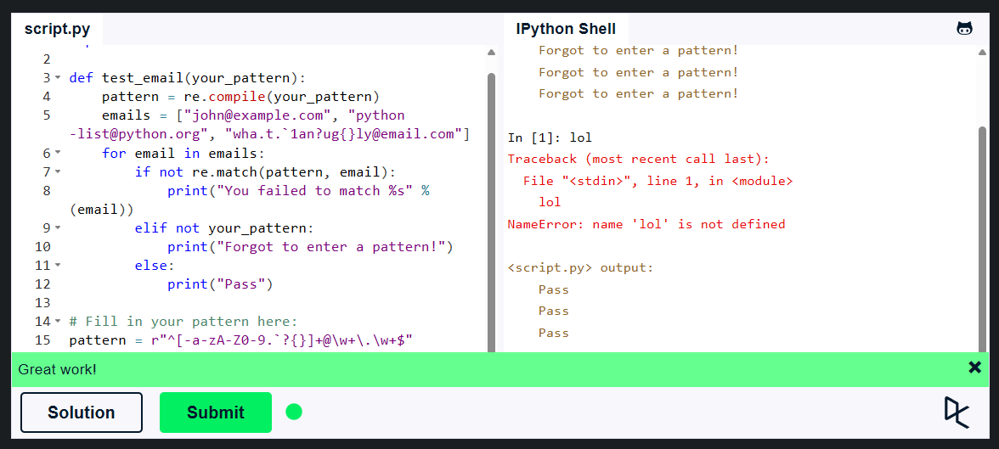 script.py
2
3 def test_email(your_pattern):
4 pattern = re.compile(your_pattern)
5 emails = ["john@example.com", "python
-list@python.org", "wha.t.`1an?ug{}ly@email.com"]
6 for email in emails:
7 if not re.match(pattern, email):
8 print("You failed to match %s" %
(email))
9 elif not your_pattern:
10 print("Forgot to enter a pattern!")
11 else:
12 print("Pass")
13
14 # Fill in your pattern here:
15 pattern = r"^[-a-zA-Z0-9.`?{}]+@\w+\.\w+$"
IPython Shell
Forgot to enter a pattern!
Forgot to enter a pattern!
Forgot to enter a pattern!
In [1]: lol
Traceback (most recent call last):
File "<stdin>", line 1, in <module>
lol
NameError: name 'lol' is not defined
<script.py> output:
Pass
Pass
Pass
Great work!
Solution
Submit